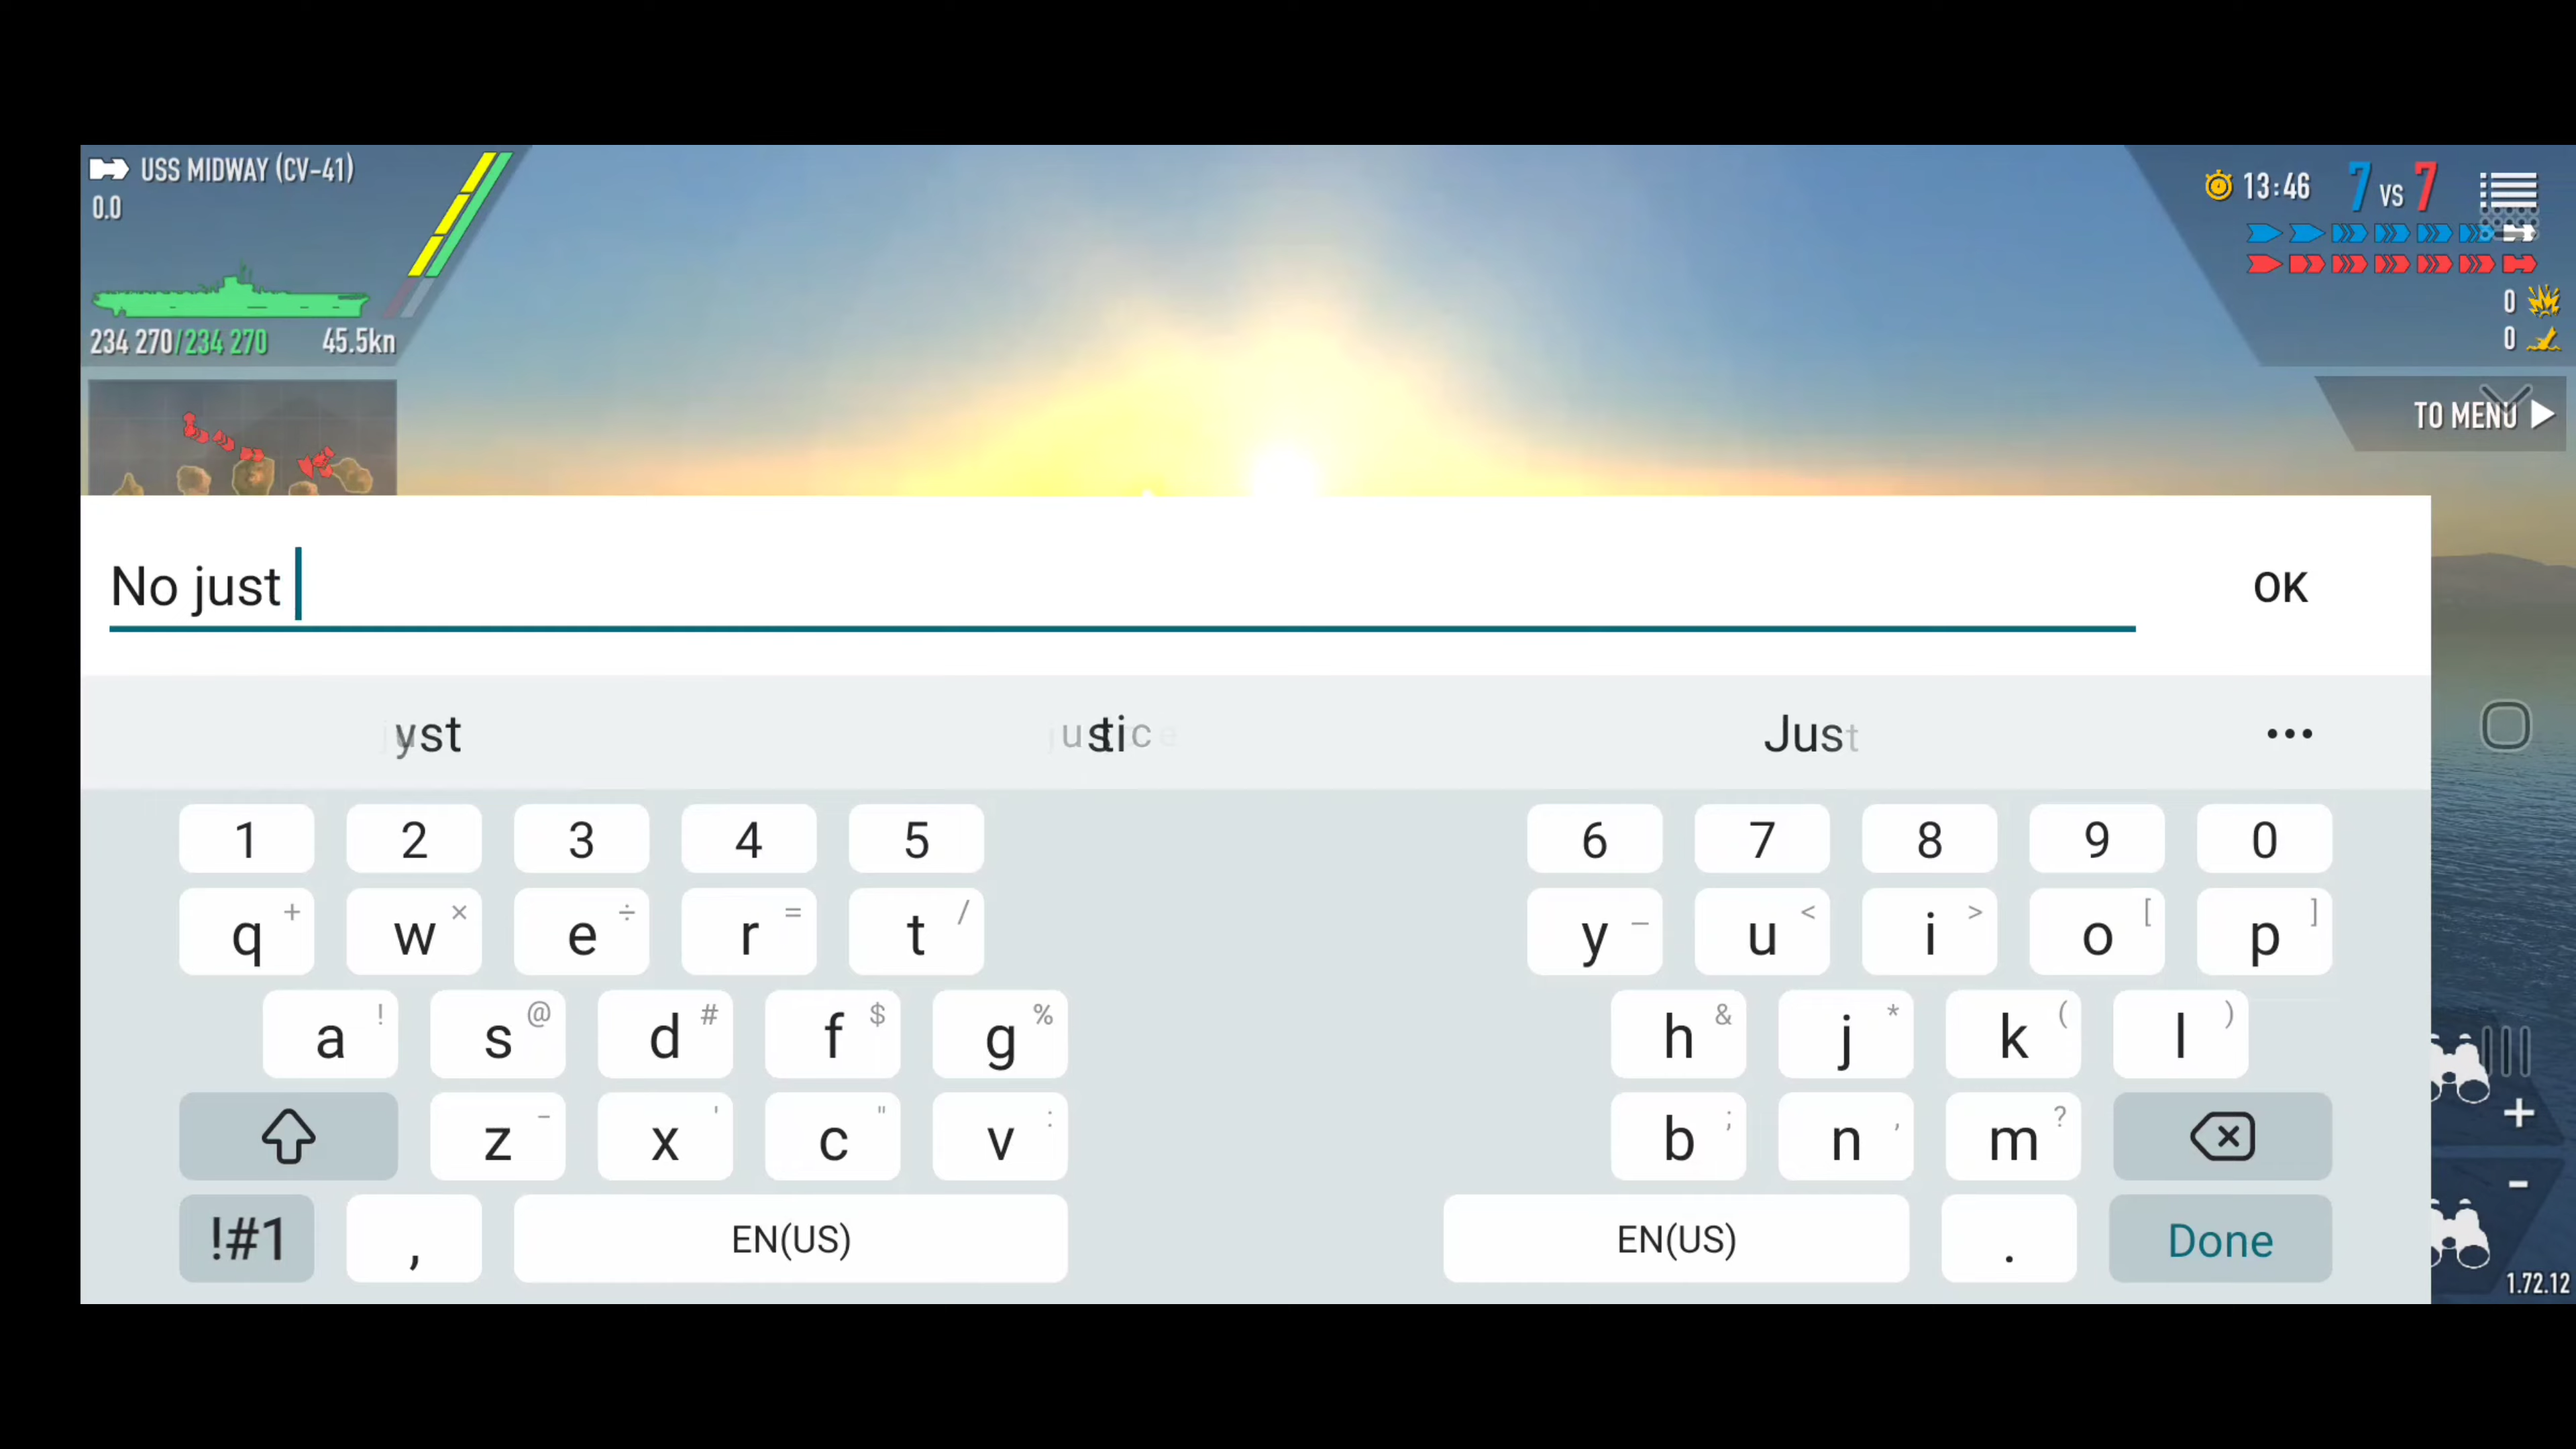 USS MIDWAY (CV-41)
0.0
234 270/234 270 45.5kn
13:46 7 VS 7
0
0
TO MENU
No just
OK
Just
1 2 3 4 5 6 7 8 9 0
q + w × e ÷ r = t / y _ u < i > o [ p ]
a ! s @ d # f $ g % h & j * k ( l )
z - x ' c " v : b ; n , m ?
+
-
!#1 , EN(US) EN(US) . Done
1.72.12